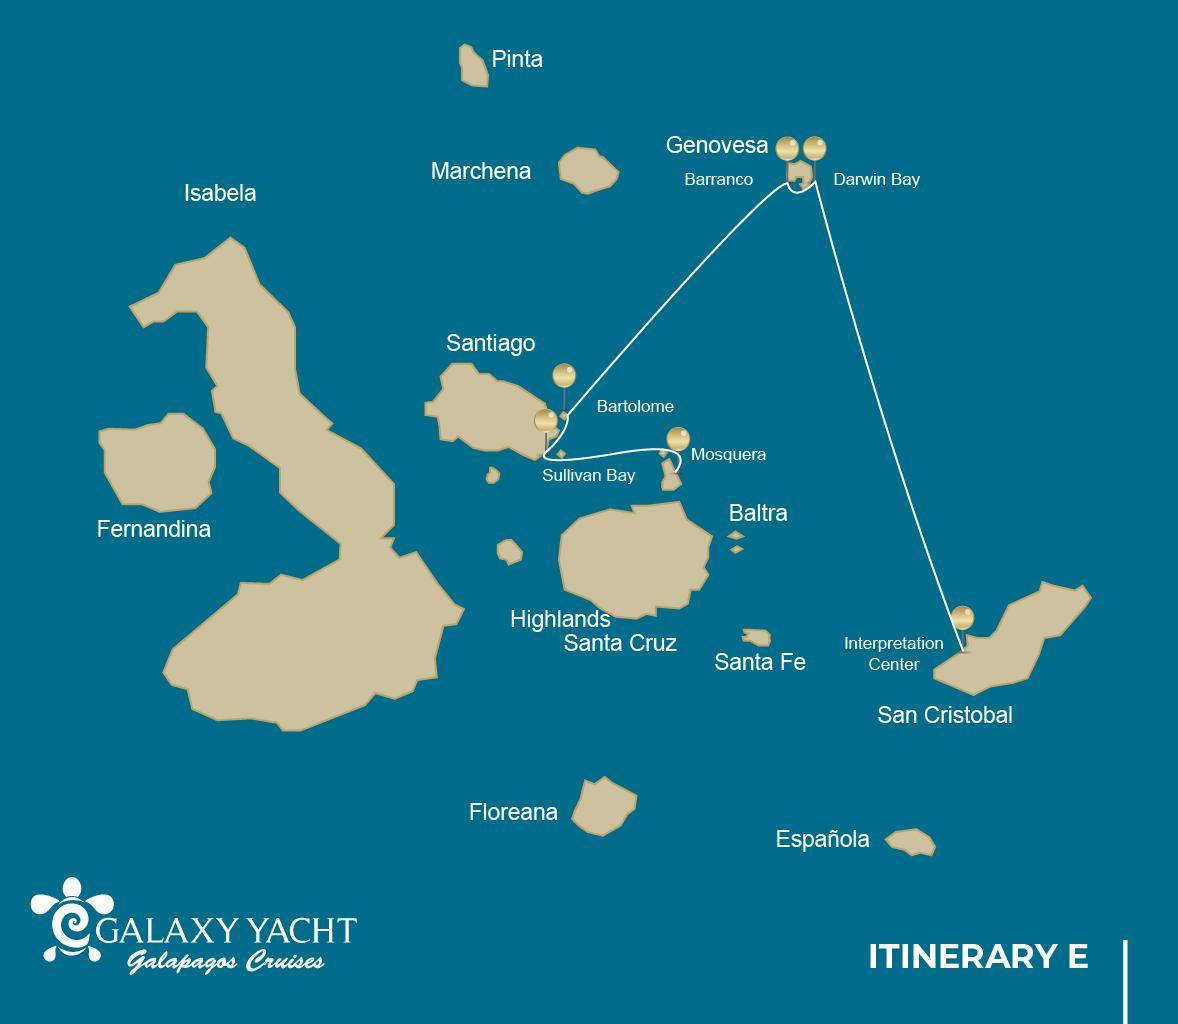 Pinta
Genovesa
Marchena
Barranco
Darwin Bay
Isabela
Santiago
Bartolome
Mosquera
Sullivan Bay
Baltra
Fernandina
Highlands
Santa Cruz
Interpretation
Center
Santa Fe
San Cristobal
Floreana
Española
GALAXY YACHT
Galapagos Cruises
ITINERARY E